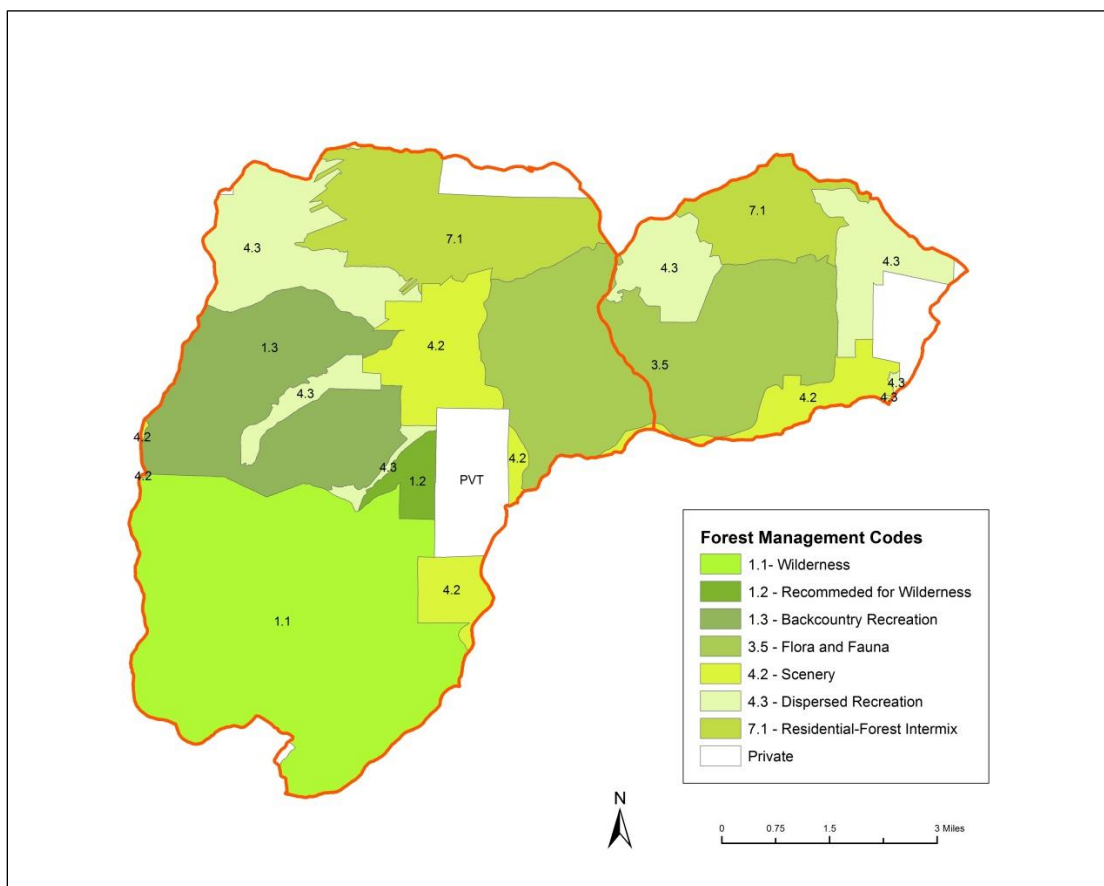 7.1
4.3
7.1
4.3
4.3
1.3
4.2
3.5
4.3
4.2
4.3
4.3
4.2
4.2
4.2
4.3
1.2
PVT
4.2
1.1
Forest Management Codes
1.1- Wilderness
1.2 - Recommeded for Wilderness
1.3 - Backcountry Recreation
3.5 - Flora and Fauna
4.2 - Scenery
4.3 - Dispersed Recreation
7.1 - Residential-Forest Intermix
Private
N
0 0.75 1.5 3 Miles